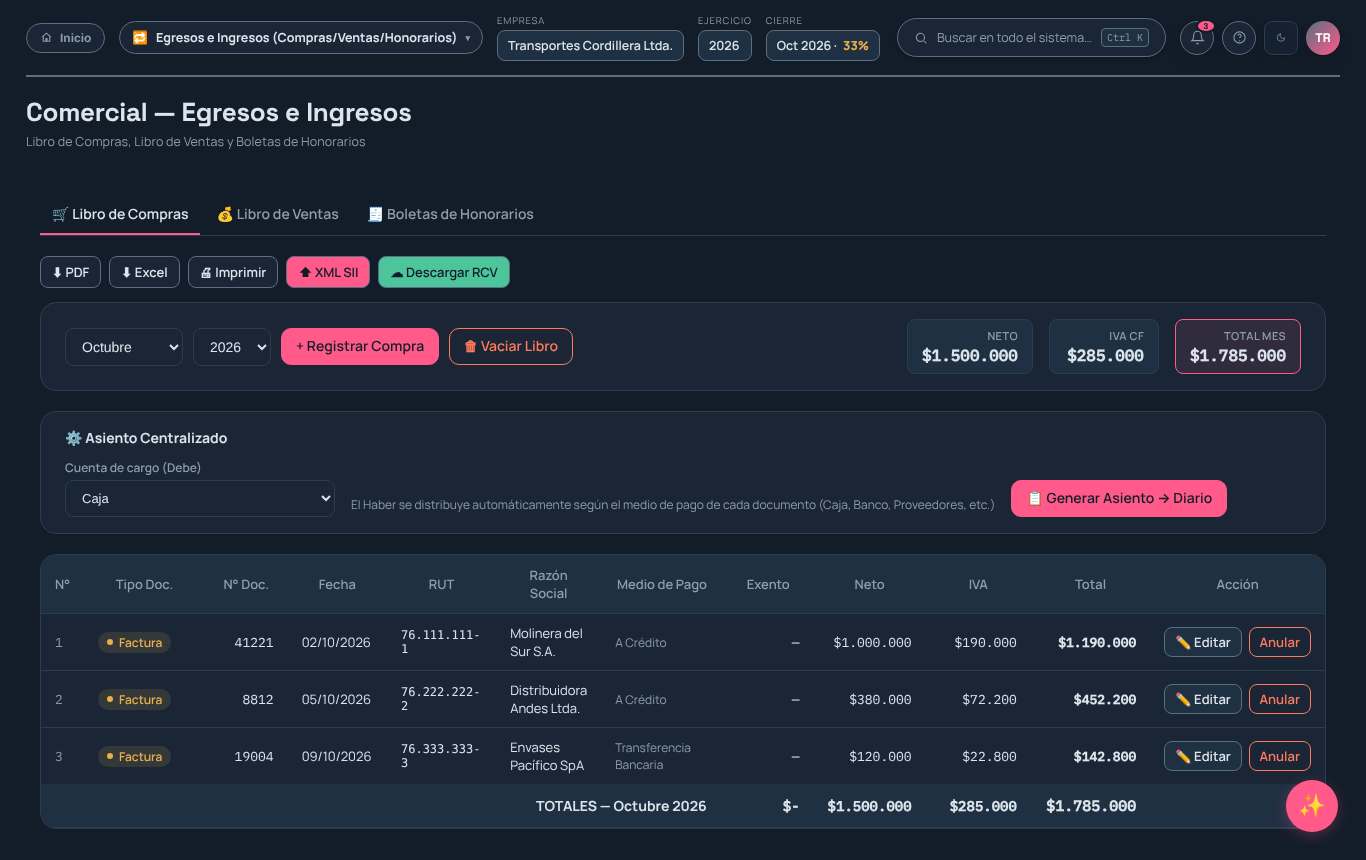 Inicio
Egresos e Ingresos (Compras/Ventas/Honorarios)
EMPRESA
Transportes Cordillera Ltda.
EJERCICIO
2026
CIERRE
Oct 2026 · 33%
Buscar en todo el sistema...
Ctrl K
3
TR
Comercial — Egresos e Ingresos
Libro de Compras, Libro de Ventas y Boletas de Honorarios
Libro de Compras
Libro de Ventas
Boletas de Honorarios
PDF
Excel
Imprimir
XML SII
Descargar RCV
Octubre
2026
+ Registrar Compra
Vaciar Libro
NETO
$1.500.000
IVA CF
$285.000
TOTAL MES
$1.785.000
Asiento Centralizado
Cuenta de cargo (Debe)
Caja
El Haber se distribuye automáticamente según el medio de pago de cada documento (Caja, Banco, Proveedores, etc.)
Generar Asiento → Diario
N° Tipo Doc. N° Doc. Fecha RUT Razón Social Medio de Pago Exento Neto IVA Total Acción
1 Factura 41221 02/10/2026 76.111.111-1 Molinera del Sur S.A. A Crédito — $1.000.000 $190.000 $1.190.000 Editar Anular
2 Factura 8812 05/10/2026 76.222.222-2 Distribuidora Andes Ltda. A Crédito — $380.000 $72.200 $452.200 Editar Anular
3 Factura 19004 09/10/2026 76.333.333-3 Envases Pacífico SpA Transferencia Bancaria — $120.000 $22.800 $142.800 Editar Anular
TOTALES — Octubre 2026 $- $1.500.000 $285.000 $1.785.000